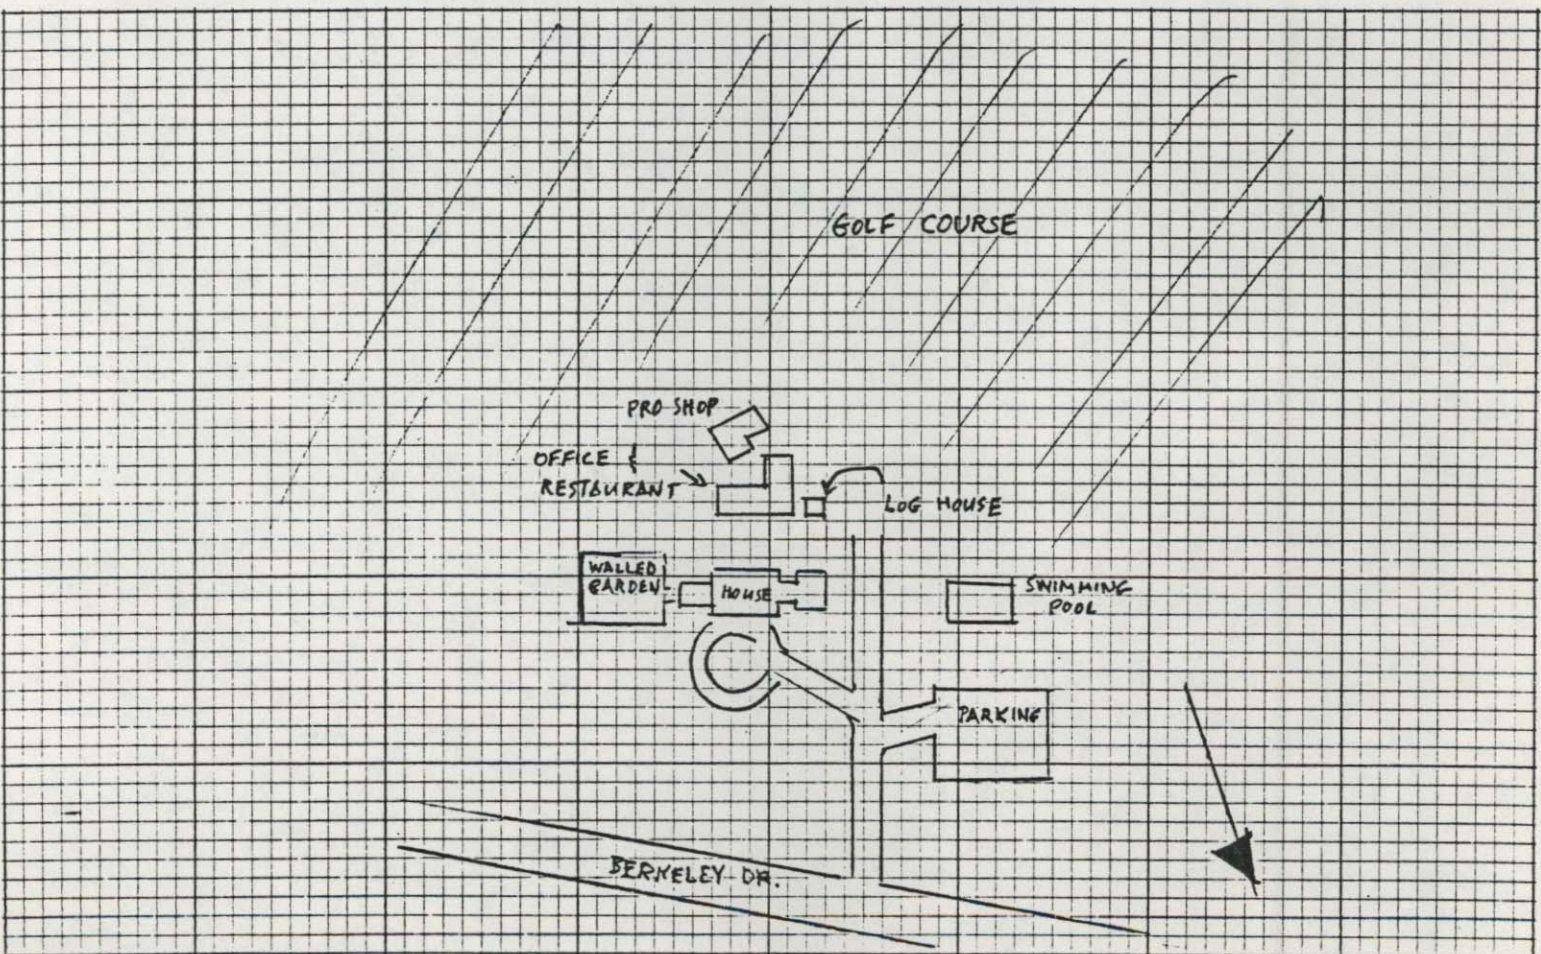 GOLF COURSE
PRO SHOP
OFFICE &
RESTAURANT
LOG HOUSE
WALLED
GARDEN
HOUSE
SWIMMING
POOL
PARKING
BERKELEY DR.